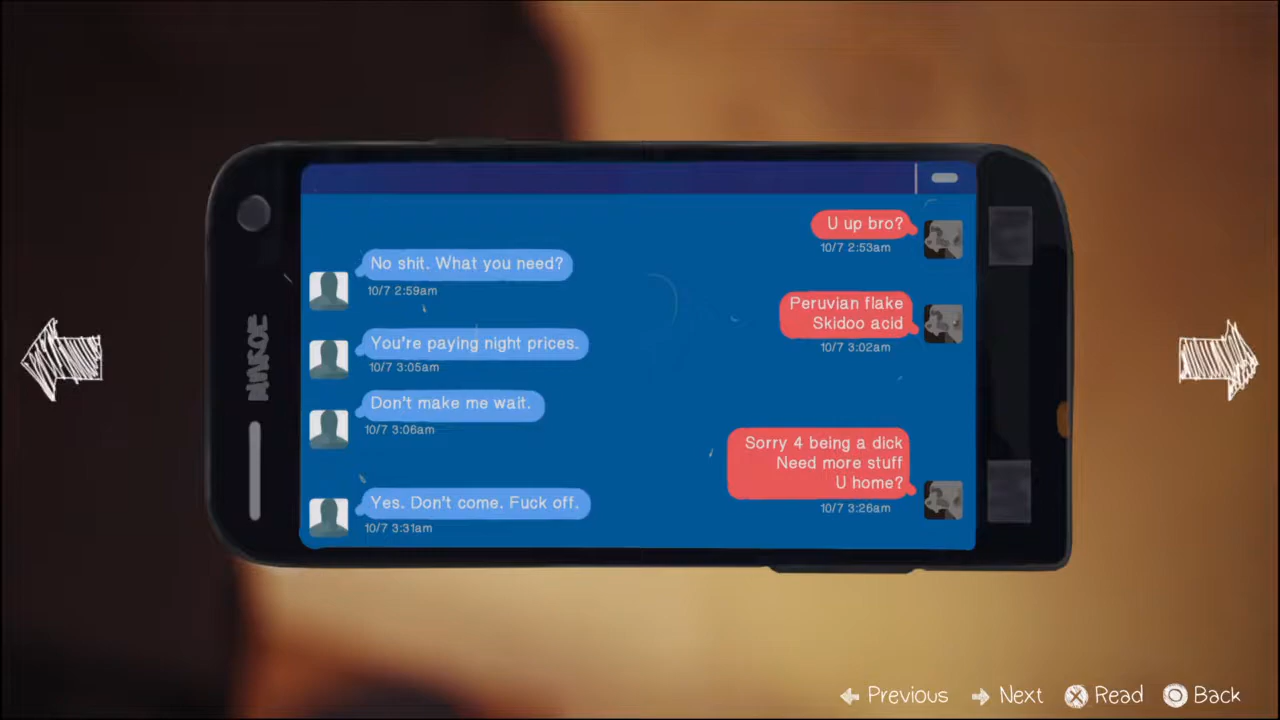 U up bro?
10/7 2:53am
No shit. What you need?
10/7 2:59am
Peruvian flake
Skidoo acid
10/7 3:02am
You're paying night prices.
10/7 3:05am
Don't make me wait.
10/7 3:06am
Sorry 4 being a dick
Need more stuff
U home?
10/7 3:26am
Yes. Don't come. Fuck off.
10/7 3:31am
Previous
Next
Read
Back